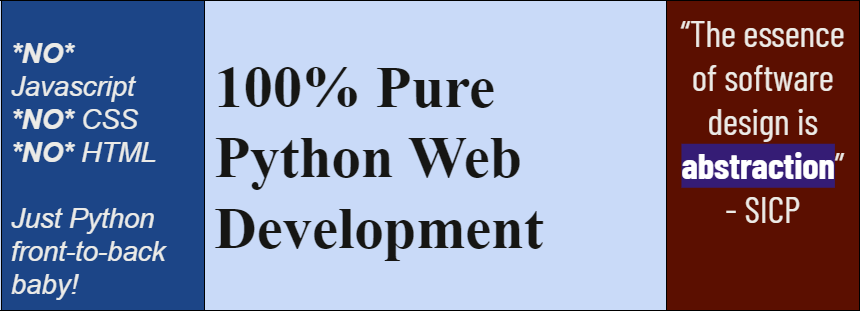 *NO*
Javascript
*NO* CSS
*NO* HTML
Just Python
front-to-back
baby!
100% Pure
Python Web
Development
“The essence
of software
design is
abstraction”
- SICP